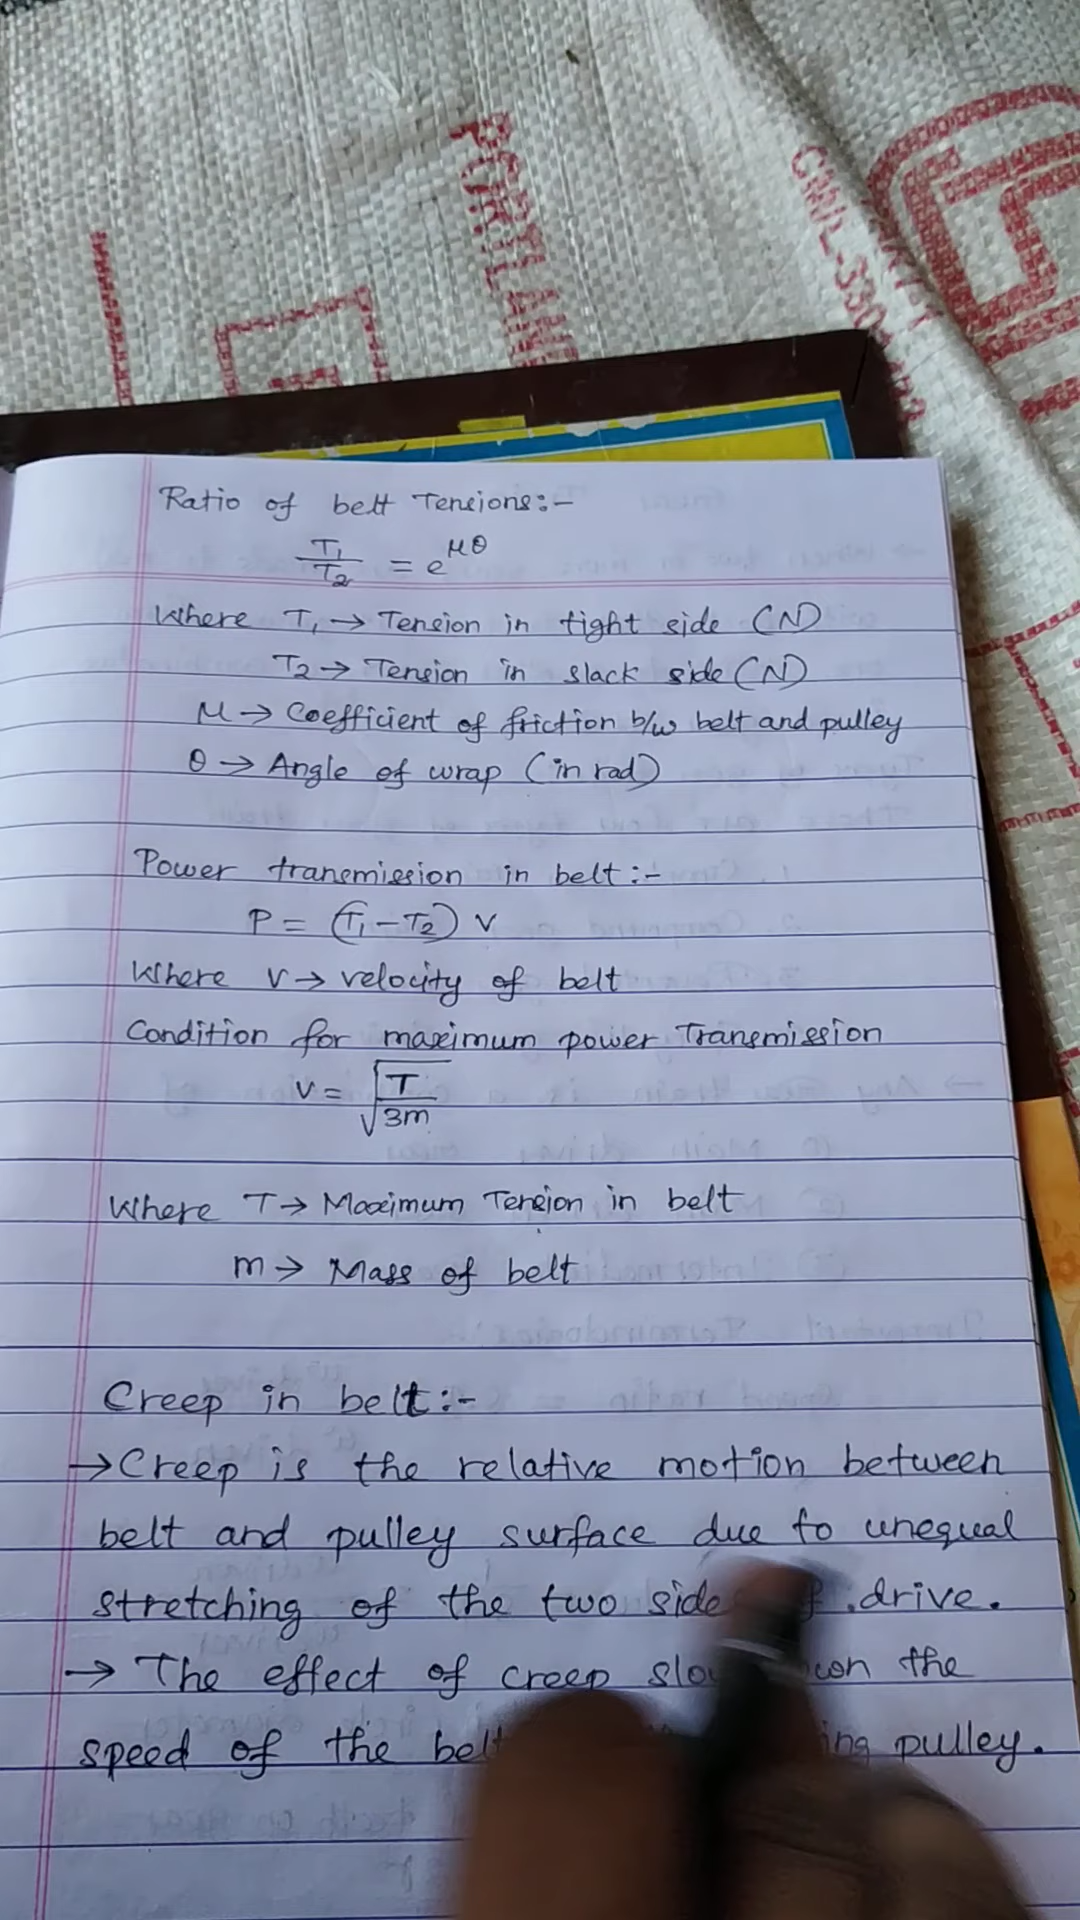 PORTLAND
CM/L-330
Ratio of belt Tensions:-
T₁/T₂ = e^μθ
Where T₁ → Tension in tight side (N)
T₂ → Tension in slack side (N)
μ → Coefficient of friction b/w belt and pulley
θ → Angle of wrap (in rad)
Power transmission in belt:-
P = (T₁ - T₂) V
Where V → velocity of belt
Condition for maximum power Transmission
V = √T/3m
Where T → Maximum Tension in belt
m → Mass of belt
Creep in belt:-
→ Creep is the relative motion between
belt and pulley surface due to unequal
stretching of the two side drive.
→ The effect of creep the
speed of the pulley.